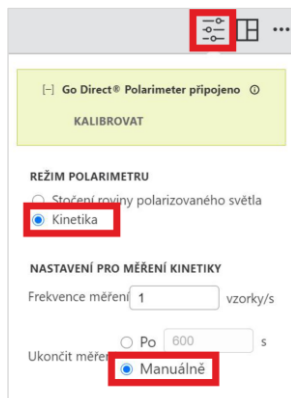 [–] Go Direct® Polarimeter připojeno
KALIBROVAT
REŽIM POLARIMETRU
Stočení roviny polarizovaného světla
Kinetika
NASTAVENÍ PRO MĚŘENÍ KINETIKY
Frekvence měření 1 vzorky/s
Po 600 s
Ukončit měře
Manuálně